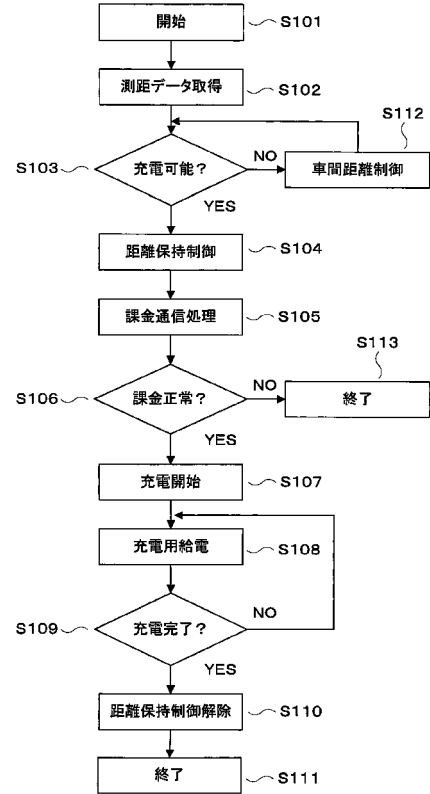 開始 S101
測距データ取得 S102
S112
S103 充電可能? NO 車間距離制御
YES
距離保持制御 S104
課金通信処理 S105
S113
S106 課金正常? NO 終了
YES
充電開始 S107
充電用給電 S108
S109 充電完了? NO
YES
距離保持制御解除 S110
終了 S111